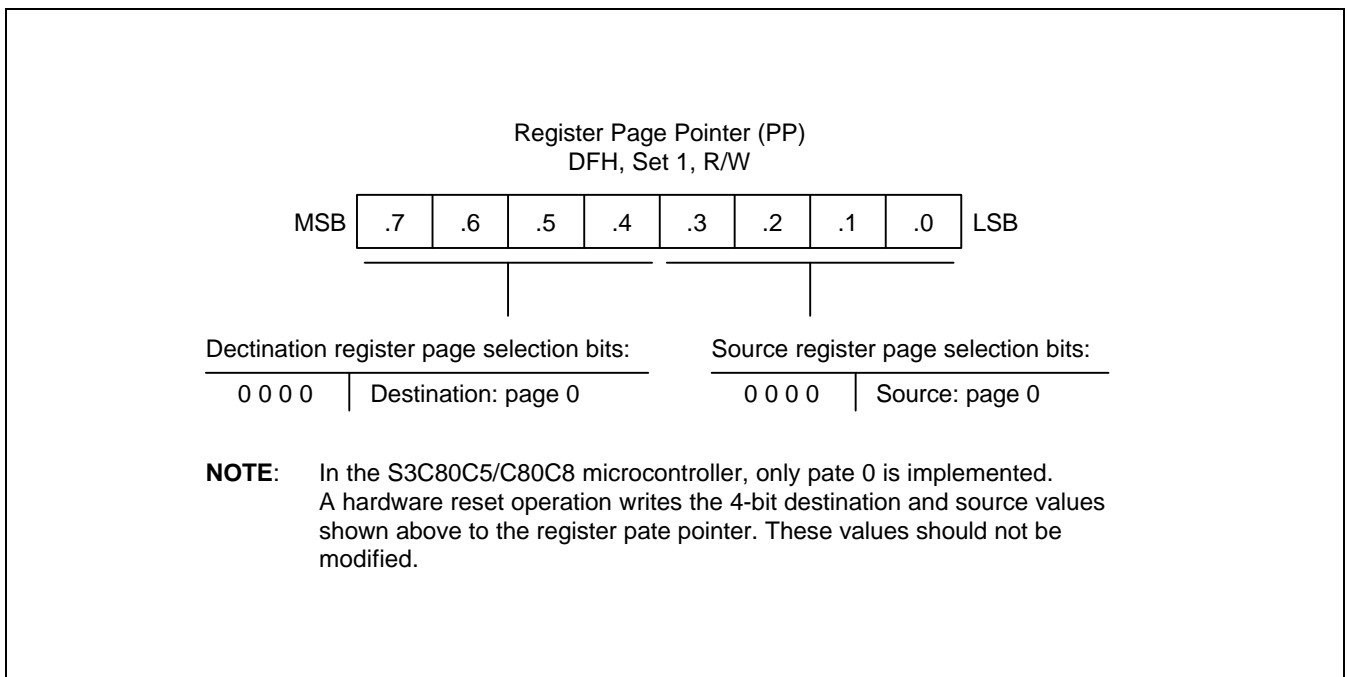 Register Page Pointer (PP)
DFH, Set 1, R/W
MSB .7 .6 .5 .4 .3 .2 .1 .0 LSB
Dectination register page selection bits:
0 0 0 0 Destination: page 0
Source register page selection bits:
0 0 0 0 Source: page 0
NOTE: In the S3C80C5/C80C8 microcontroller, only pate 0 is implemented.
A hardware reset operation writes the 4-bit destination and source values
shown above to the register pate pointer. These values should not be
modified.